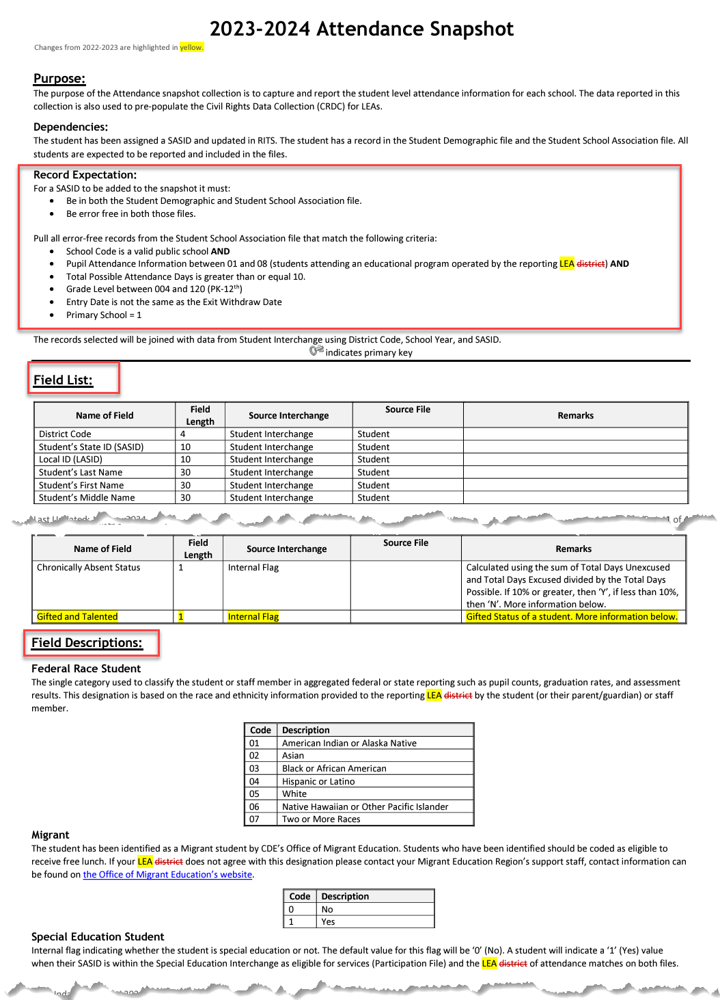 2023-2024 Attendance Snapshot
Changes from 2022-2023 are highlighted in yellow.
Purpose:
The purpose of the Attendance snapshot collection is to capture and report the student level attendance information for each school. The data reported in this
collection is also used to pre-populate the Civil Rights Data Collection (CRDC) for LEAs.
Dependencies:
The student has been assigned a SASID and updated in RITS. The student has a record in the Student Demographic file and the Student School Association file. All
students are expected to be reported and included in the files.
Record Expectation:
For a SASID to be added to the snapshot it must:
• Be in both the Student Demographic and Student School Association file.
• Be error free in both those files.
Pull all error-free records from the Student School Association file that match the following criteria:
• School Code is a valid public school AND
• Pupil Attendance Information between 01 and 08 (students attending an educational program operated by the reporting LEA district) AND
• Total Possible Attendance Days is greater than or equal 10.
• Grade Level between 004 and 120 (PK-12th)
• Entry Date is not the same as the Exit Withdraw Date
• Primary School = 1
The records selected will be joined with data from Student Interchange using District Code, School Year, and SASID.
indicates primary key
Field List:
Name of Field Field Length Source Interchange Source File Remarks
District Code 4 Student Interchange Student
Student's State ID (SASID) 10 Student Interchange Student
Local ID (LASID) 10 Student Interchange Student
Student's Last Name 30 Student Interchange Student
Student's First Name 30 Student Interchange Student
Student's Middle Name 30 Student Interchange Student
Last
Name of Field Field Length Source Interchange Source File Remarks
Chronically Absent Status 1 Internal Flag Calculated using the sum of Total Days Unexcused
and Total Days Excused divided by the Total Days
Possible. If 10% or greater, then 'Y', if less than 10%,
then 'N'. More information below.
Gifted and Talented 1 Internal Flag Gifted Status of a student. More information below.
Field Descriptions:
Federal Race Student
The single category used to classify the student or staff member in aggregated federal or state reporting such as pupil counts, graduation rates, and assessment
results. This designation is based on the race and ethnicity information provided to the reporting LEA district by the student (or their parent/guardian) or staff
member.
Code Description
01 American Indian or Alaska Native
02 Asian
03 Black or African American
04 Hispanic or Latino
05 White
06 Native Hawaiian or Other Pacific Islander
07 Two or More Races
Migrant
The student has been identified as a Migrant student by CDE's Office of Migrant Education. Students who have been identified should be coded as eligible to
receive free lunch. If your LEA district does not agree with this designation please contact your Migrant Education Region's support staff, contact information can
be found on the Office of Migrant Education's website.
Code Description
0 No
1 Yes
Special Education Student
Internal flag indicating whether the student is special education or not. The default value for this flag will be '0' (No). A student will indicate a '1' (Yes) value
when their SASID is within the Special Education Interchange as eligible for services (Participation File) and the LEA district of attendance matches on both files.